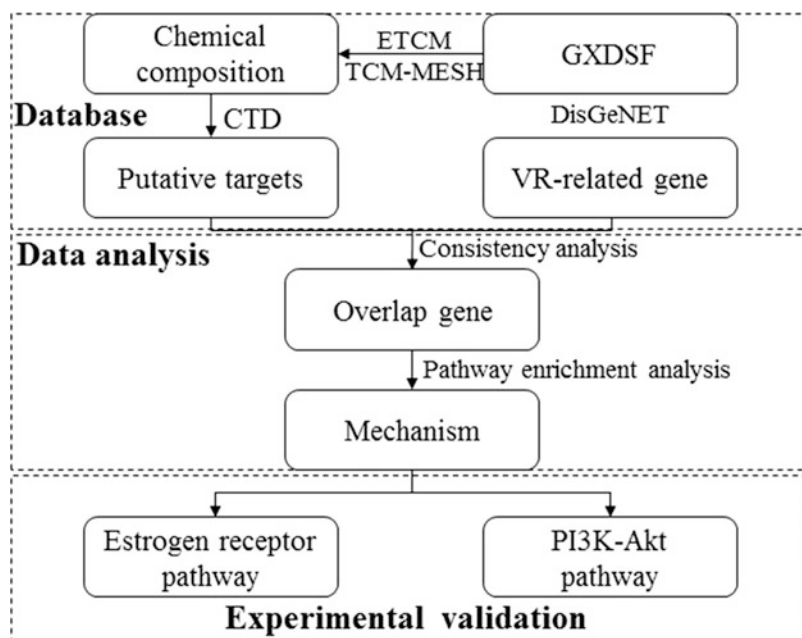 Chemical
composition
ETCM
TCM-MESH
GXDSF
Database
CTD
DisGeNET
Putative targets
VR-related gene
Data analysis
Consistency analysis
Overlap gene
Pathway enrichment analysis
Mechanism
Estrogen receptor
pathway
PI3K-Akt
pathway
Experimental validation